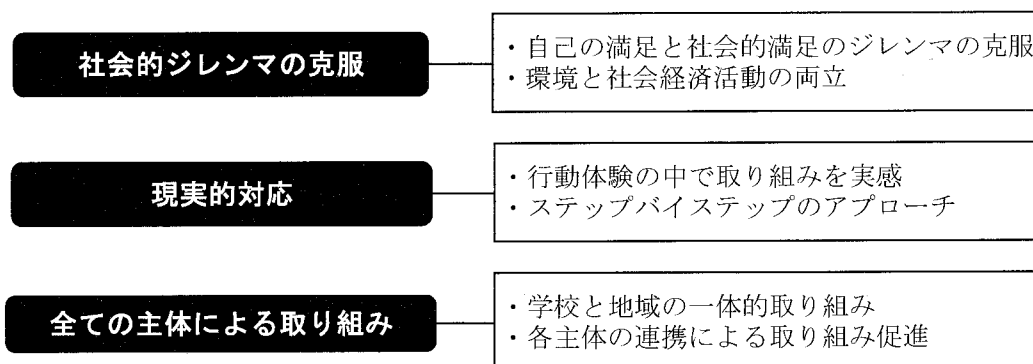 社会的ジレンマの克服
・自己の満足と社会的満足のジレンマの克服
・環境と社会経済活動の両立
現実的対応
・行動体験の中で取り組みを実感
・ステップバイステップのアプローチ
全ての主体による取り組み
・学校と地域の一体的取り組み
・各主体の連携による取り組み促進